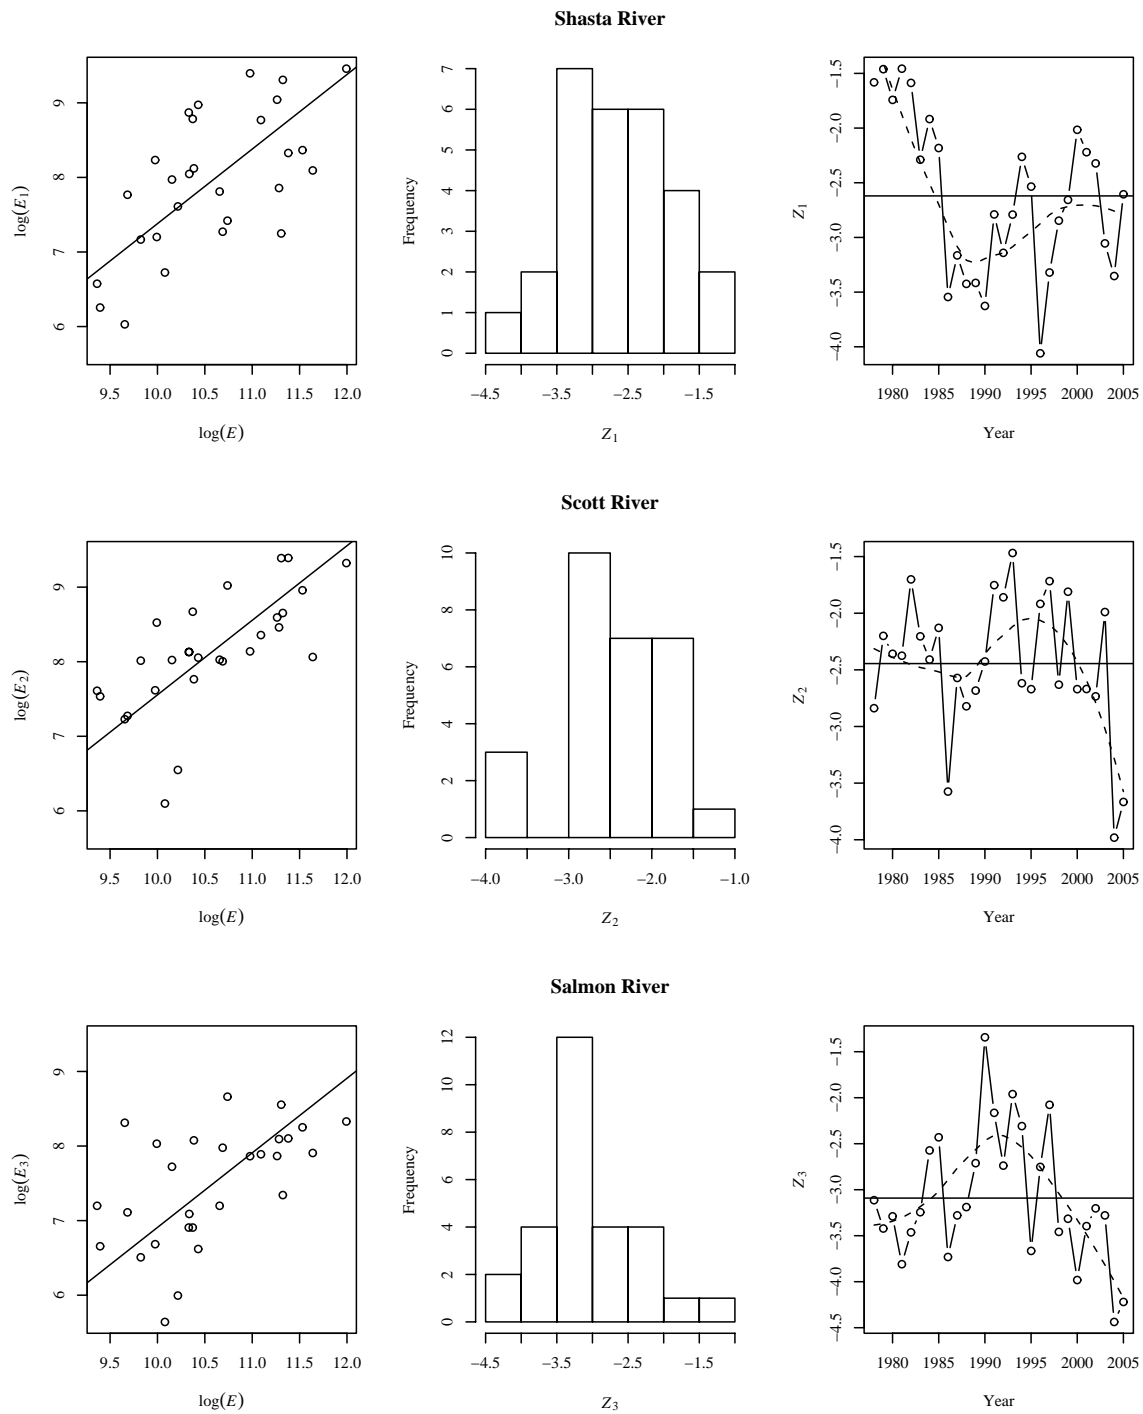 Shasta River
log(E₁)
9
8
7
6
9.5 10.0 10.5 11.0 11.5 12.0
log(E)
Frequency
7
6
5
4
3
2
1
0
−4.5 −3.5 −2.5 −1.5
Z₁
Z₁
−1.5
−2.0
−2.5
−3.0
−3.5
−4.0
1980 1985 1990 1995 2000 2005
Year
Scott River
log(E₂)
9
8
7
6
9.5 10.0 10.5 11.0 11.5 12.0
log(E)
Frequency
10
8
6
4
2
0
−4.0 −3.0 −2.0 −1.0
Z₂
Z₂
−1.5
−2.0
−2.5
−3.0
−3.5
−4.0
1980 1985 1990 1995 2000 2005
Year
Salmon River
log(E₃)
9
8
7
6
9.5 10.0 10.5 11.0 11.5 12.0
log(E)
Frequency
12
10
8
6
4
2
0
−4.5 −3.5 −2.5 −1.5
Z₃
Z₃
−1.5
−2.0
−2.5
−3.0
−3.5
−4.0
−4.5
1980 1985 1990 1995 2000 2005
Year